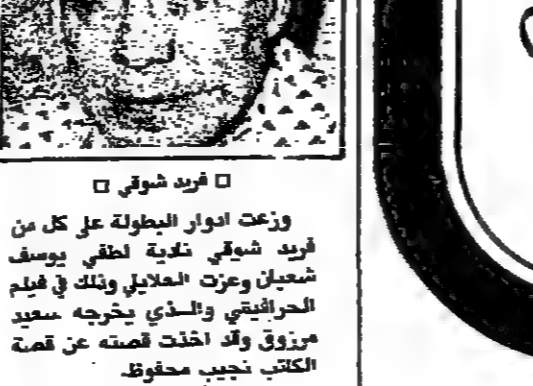 □ فريد شوقي □
وزعت ادوار البطولة على كل من
فريد شوقي نادية لطفي يوسف
شعبان وعزت العلايلي وذلك في فيلم
الحرافيش والذي يخرجه سعيد
مرزوق وقد اخذت قصته عن قصة
الكاتب نجيب محفوظ.